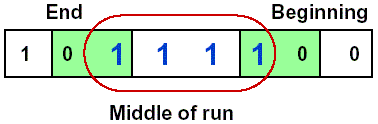 End Beginning
1 0 1 1 1 1 0 0
Middle of run